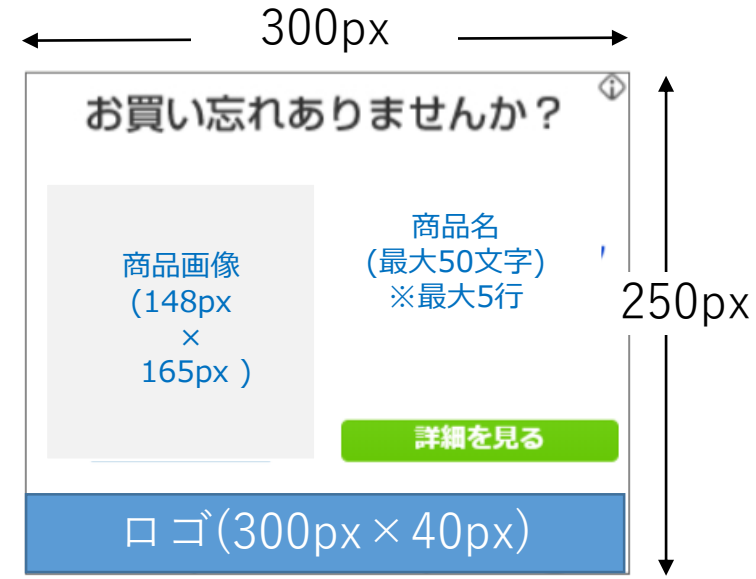 300px
お買い忘れありませんか？
商品画像
(148px
×
165px )
商品名
(最大50文字)
※最大5行
250px
詳細を見る
ロゴ(300px×40px)